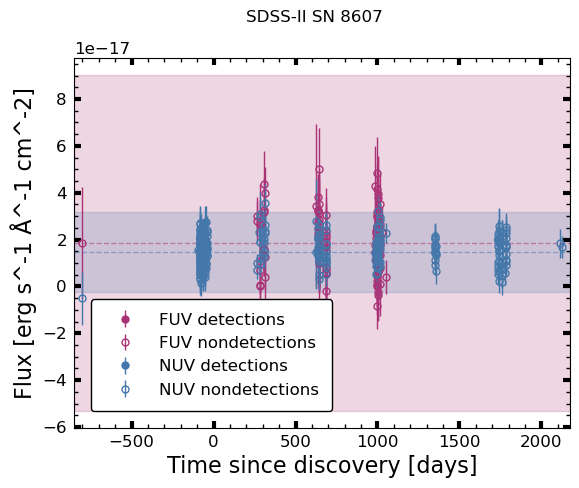 SDSS-II SN 8607
1e−17
Flux [erg s^-1 Å^-1 cm^-2]
8
6
4
2
0
−2
−4
−6
FUV detections
FUV nondetections
NUV detections
NUV nondetections
−500 0 500 1000 1500 2000
Time since discovery [days]